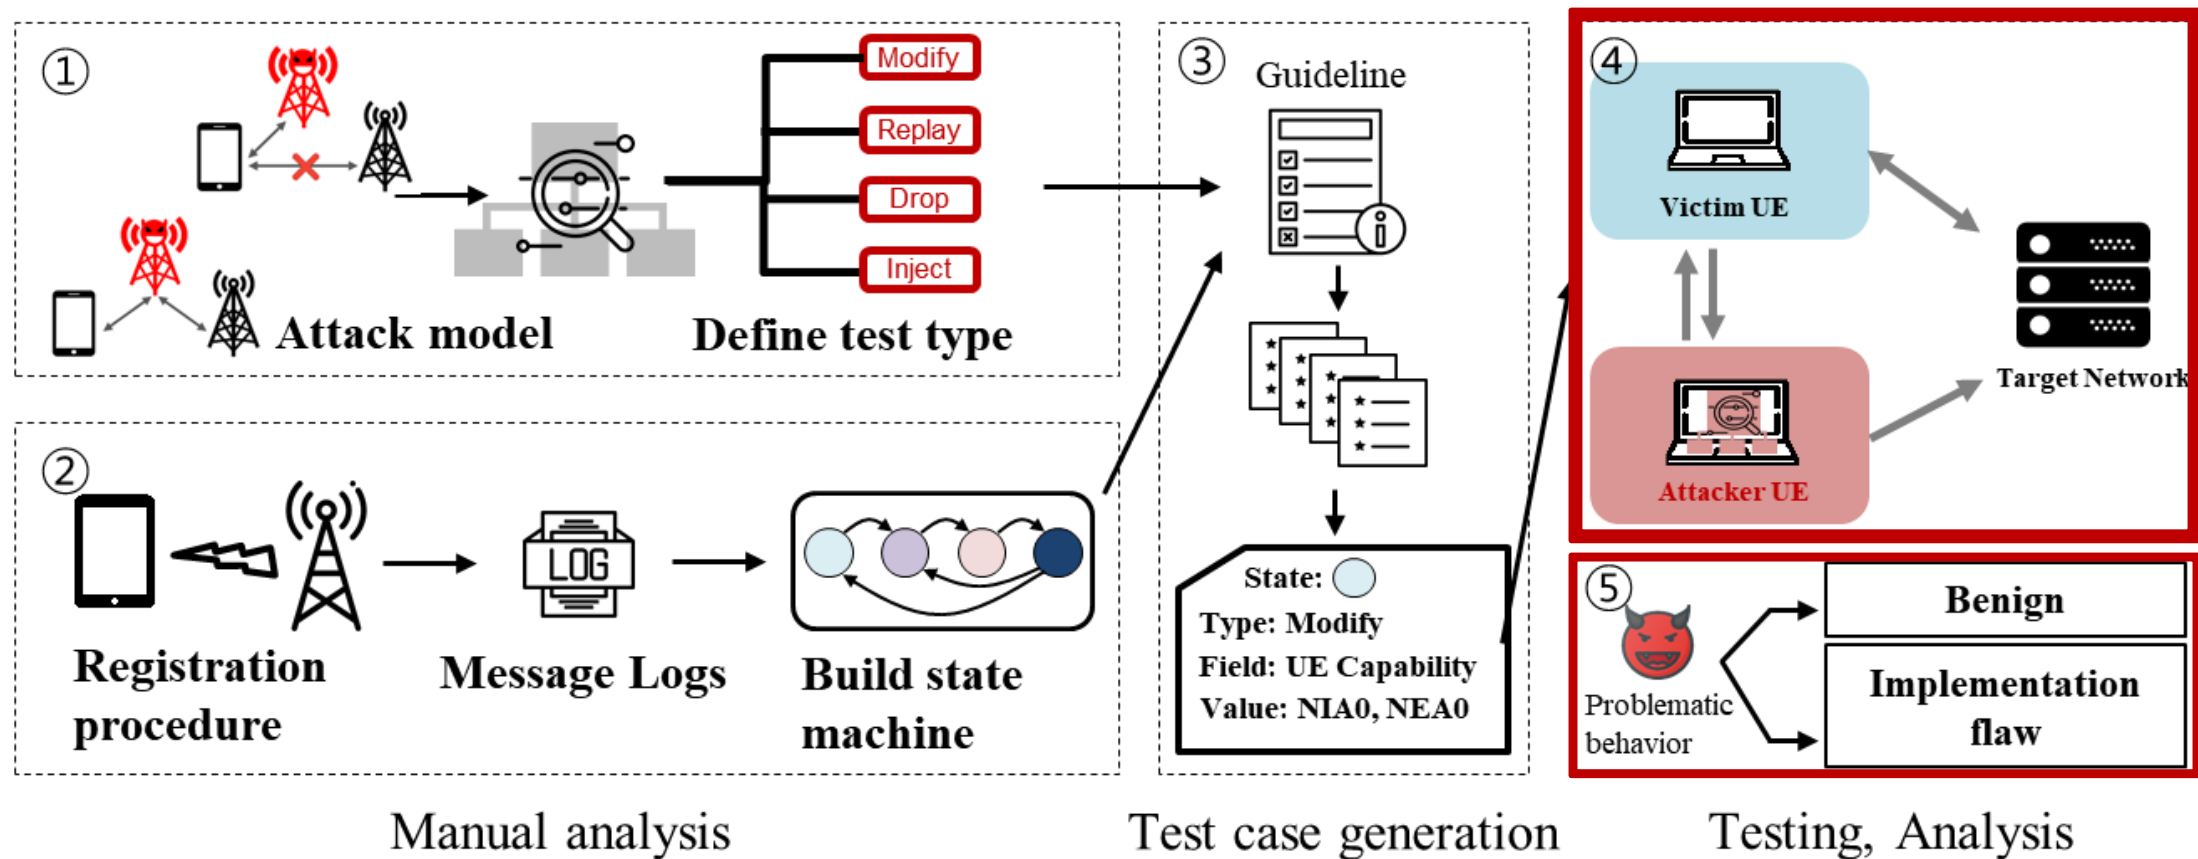 ①
Modify
Replay
Drop
Inject
Attack model
Define test type
②
LOG
Registration
procedure
Message Logs
Build state
machine
Manual analysis
③
Guideline
i
State:
Type: Modify
Field: UE Capability
Value: NIA0, NEA0
Test case generation
④
Victim UE
Attacker UE
Target Network
⑤
Problematic
behavior
Benign
Implementation
flaw
Testing, Analysis